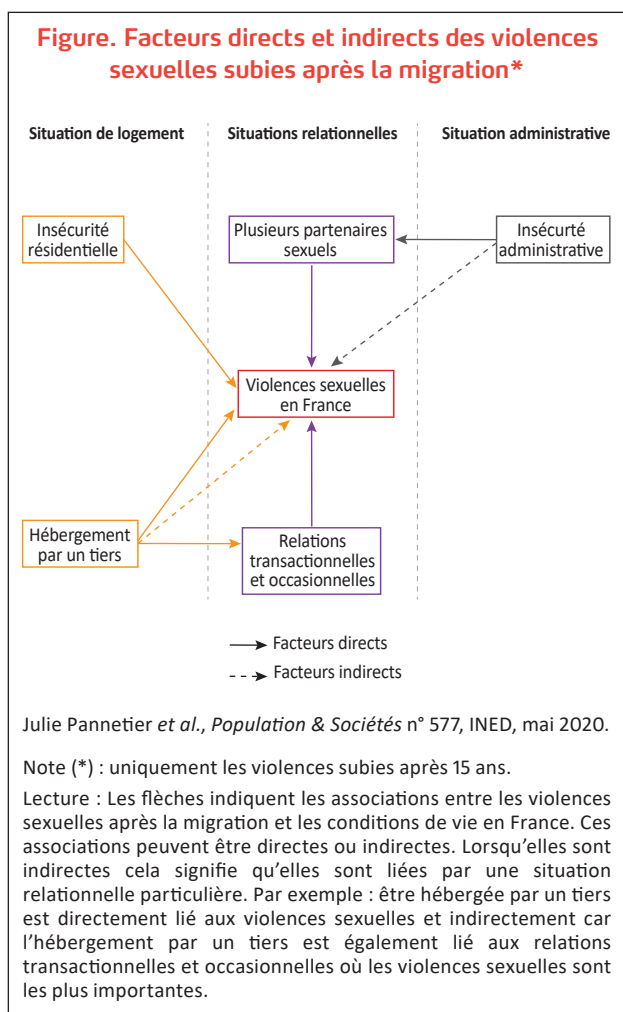 Figure. Facteurs directs et indirects des violences
sexuelles subies après la migration*
Situation de logement
Situations relationnelles
Situation administrative
Insécurité
résidentielle
Plusieurs partenaires
sexuels
Insécurté
administrative
Violences sexuelles
en France
Hébergement
par un tiers
Relations
transactionnelles
et occasionnelles
Facteurs directs
Facteurs indirects
Julie Pannetier et al., Population & Sociétés n° 577, INED, mai 2020.
Note (*) : uniquement les violences subies après 15 ans.
Lecture : Les flèches indiquent les associations entre les violences
sexuelles après la migration et les conditions de vie en France. Ces
associations peuvent être directes ou indirectes. Lorsqu'elles sont
indirectes cela signifie qu'elles sont liées par une situation
relationnelle particulière. Par exemple : être hébergée par un tiers
est directement lié aux violences sexuelles et indirectement car
l'hébergement par un tiers est également lié aux relations
transactionnelles et occasionnelles où les violences sexuelles sont
les plus importantes.